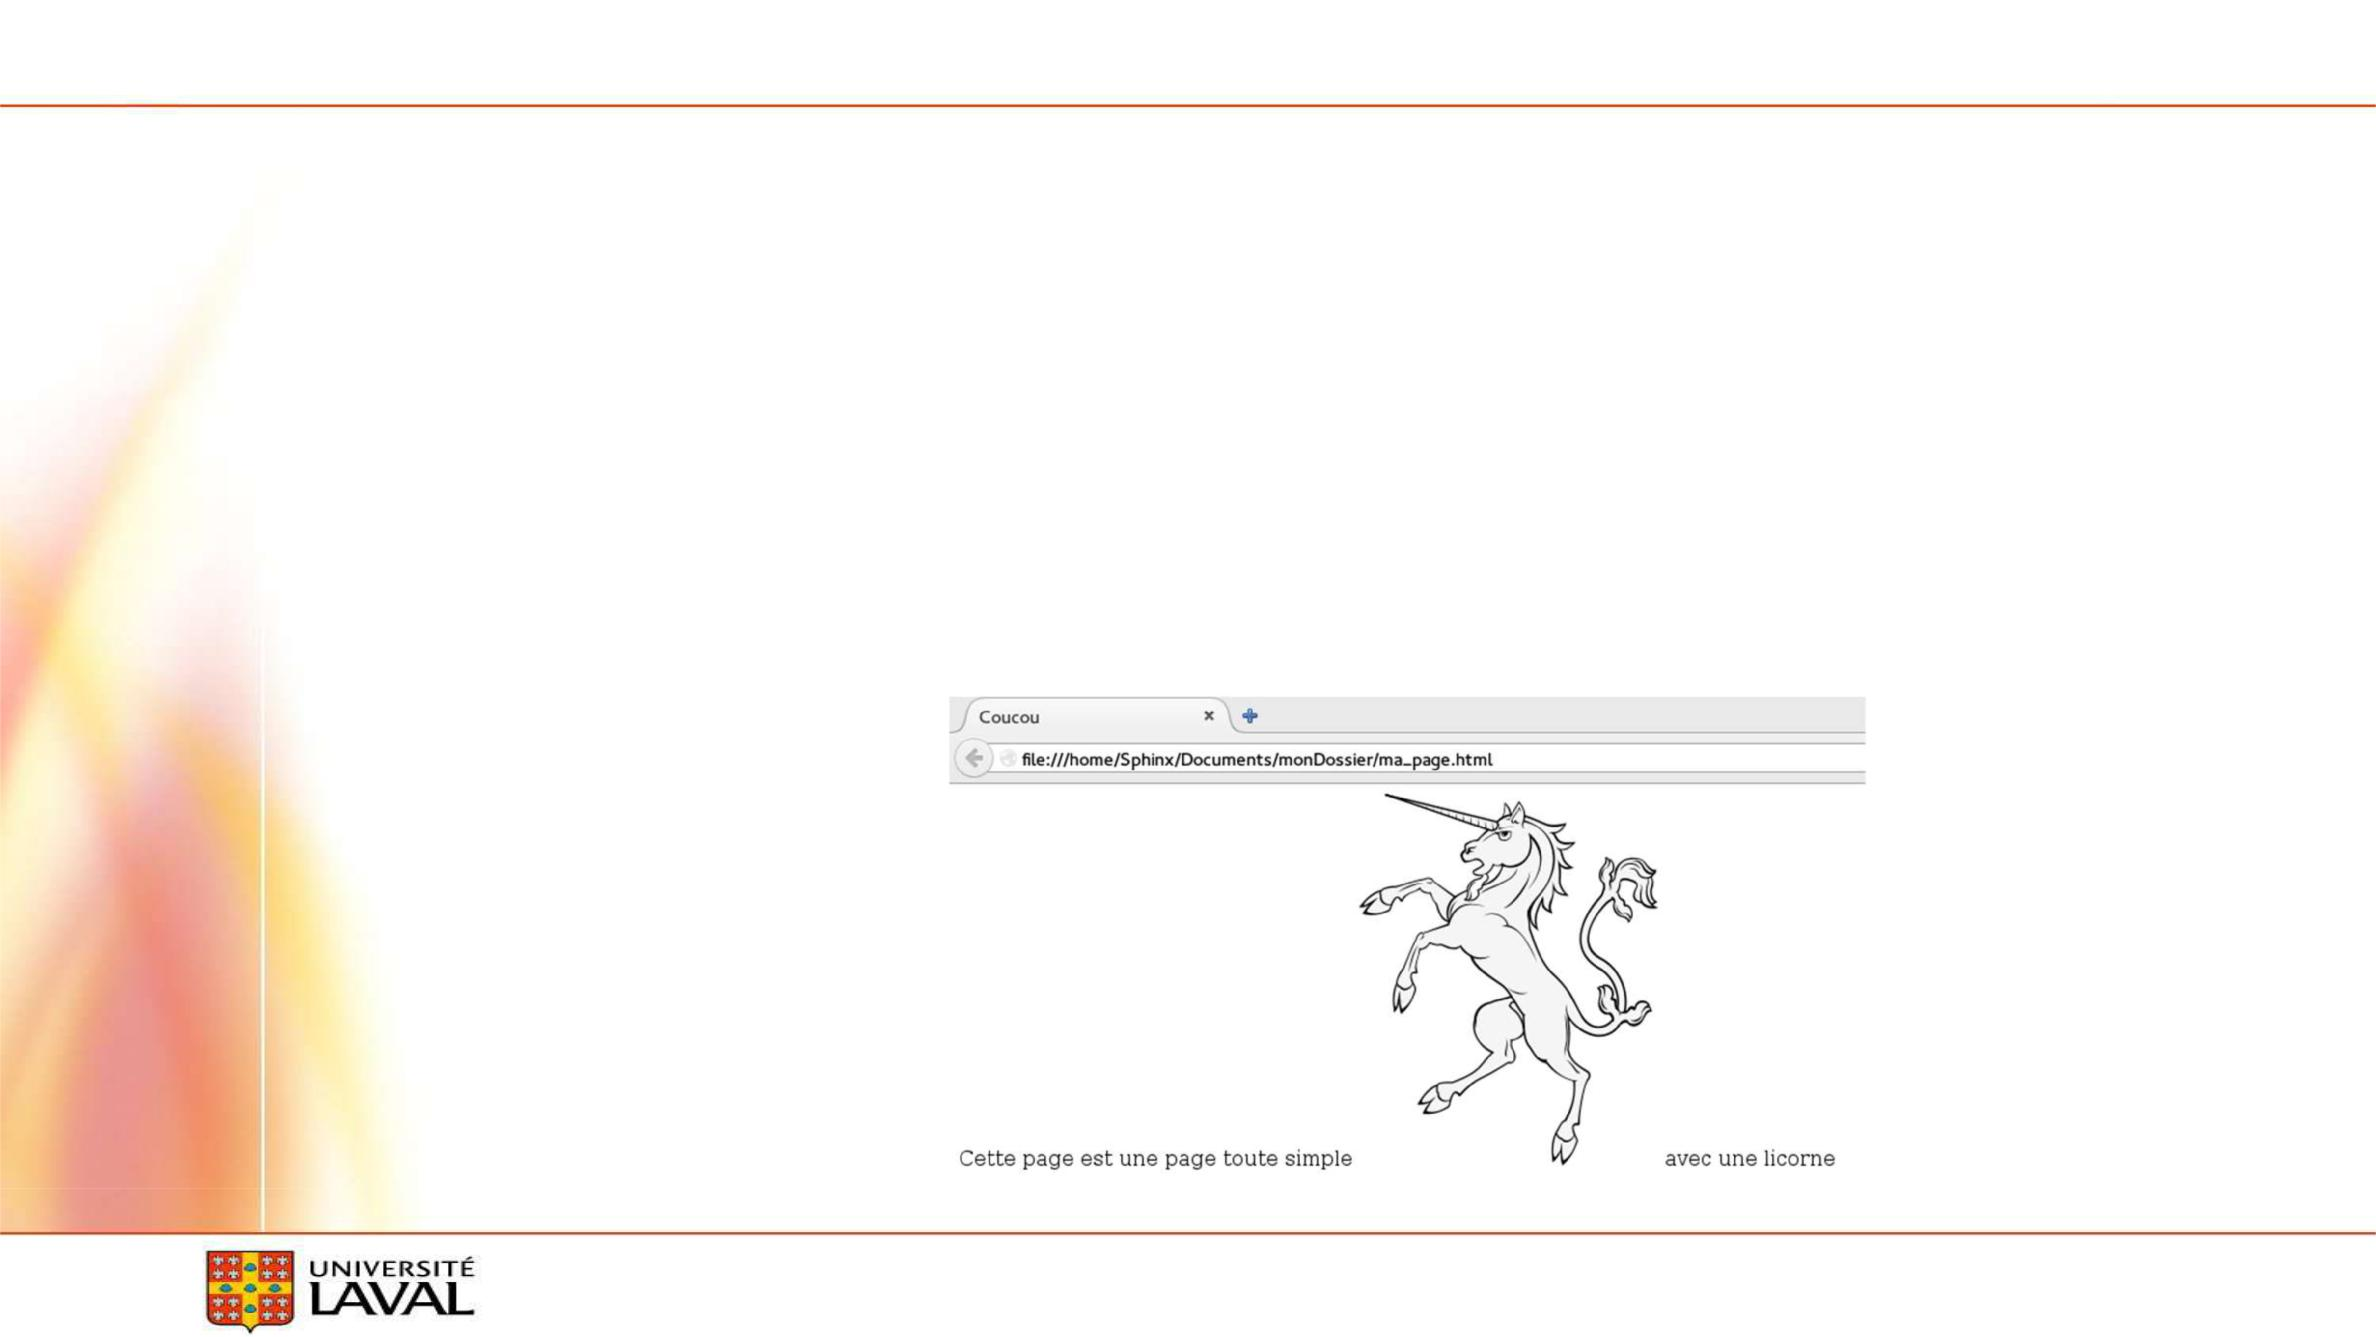 Coucou
file:///home/Sphinx/Documents/monDossier/ma_page.html
Cette page est une page toute simple avec une licorne
UNIVERSITÉ
LAVAL